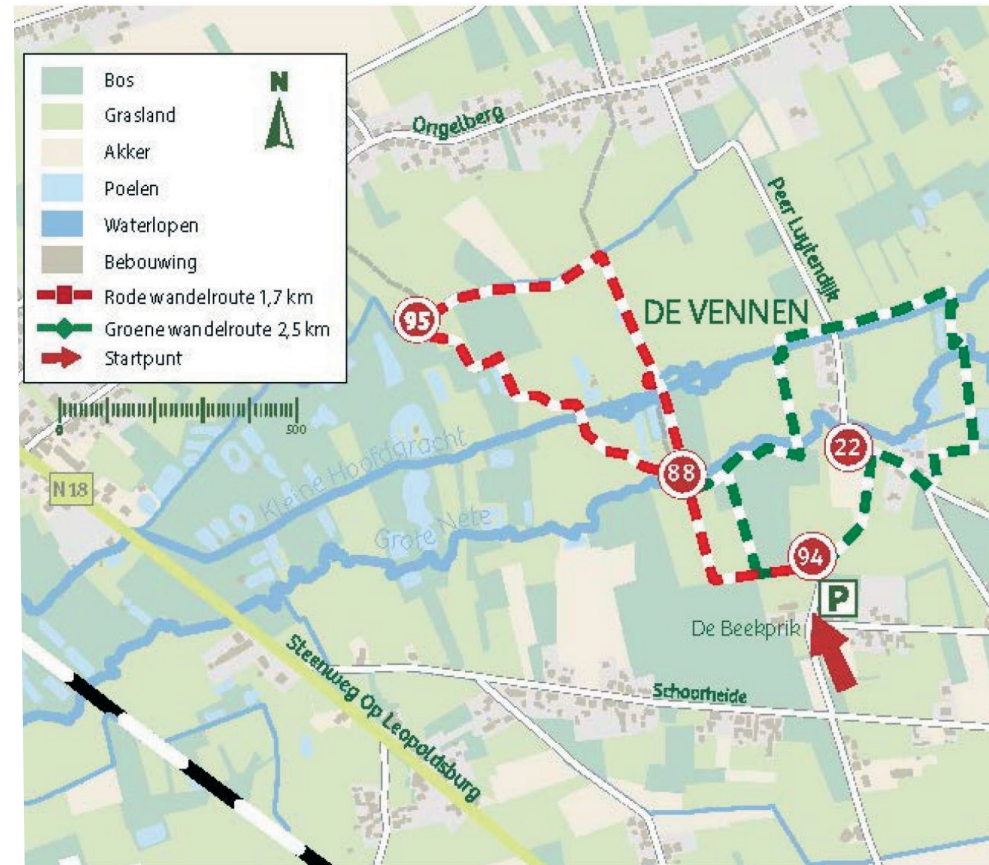 Bos
Grasland
Akker
Poelen
Waterlopen
Bebouwing
Rode wandelroute 1,7 km
Groene wandelroute 2,5 km
Startpunt
N
0
500
Ongelberg
Peer Luytendijk
DE VENNEN
95
88
22
94
P
Kleine Hoofdgracht
Grote Nete
N18
De Beekprik
Schoorheide
Steenweg Op Leopoldsburg